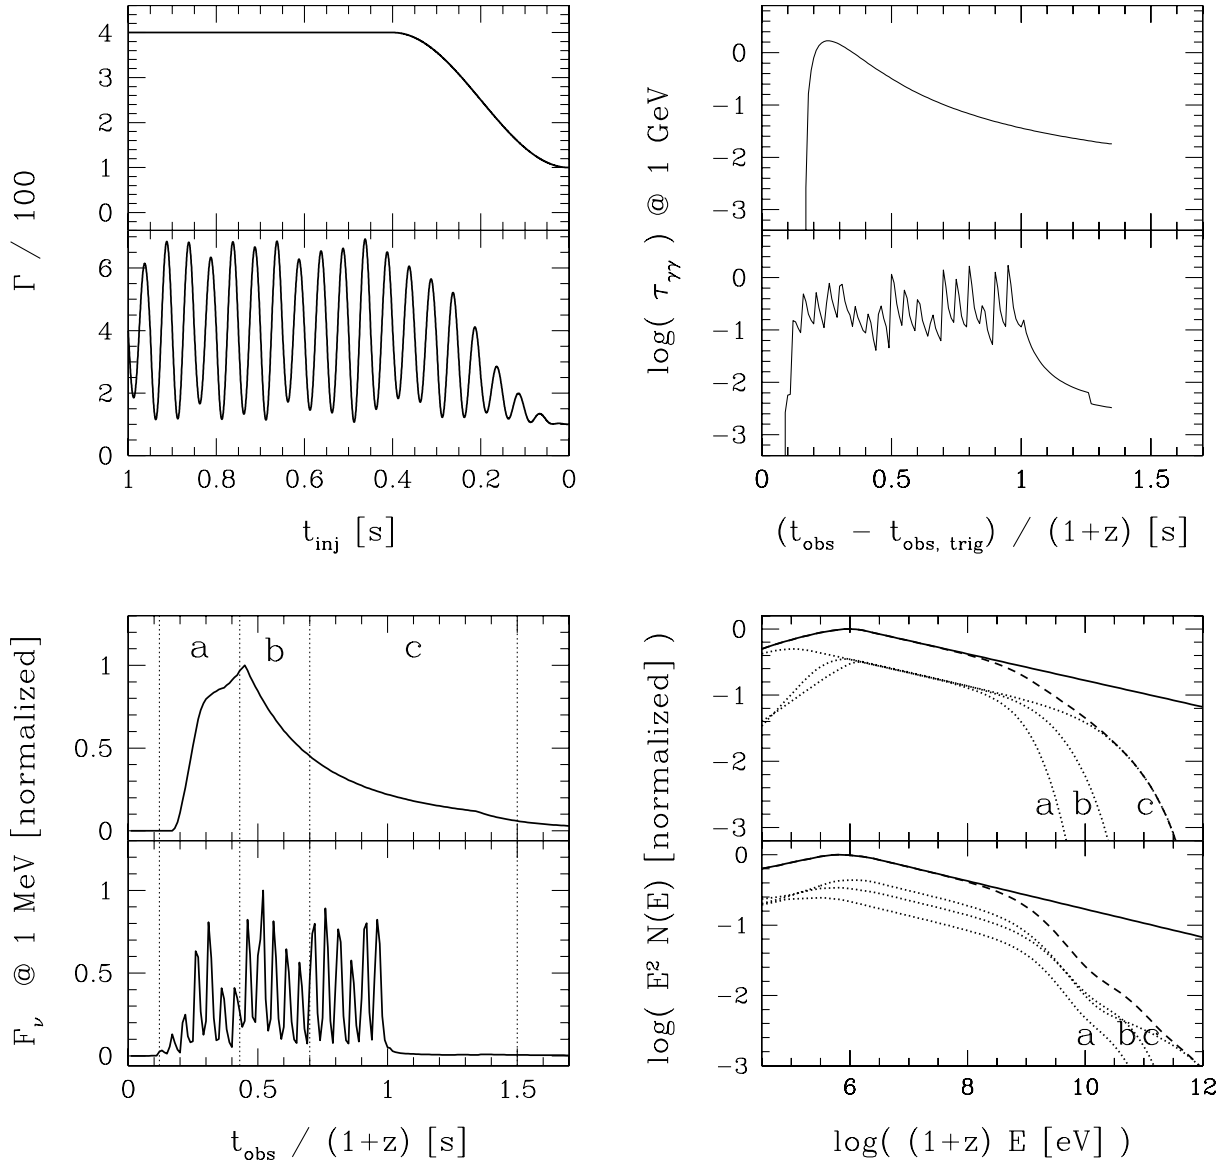 4
3
2
1
0
6
4
2
0
Γ / 100
1 0.8 0.6 0.4 0.2 0
t_inj [s]
0
−1
−2
−3
0
−1
−2
−3
log( τ_γγ ) @ 1 GeV
0 0.5 1 1.5
(t_obs − t_obs, trig) / (1+z) [s]
a b c
1
0.5
0
1
0.5
0
F_ν @ 1 MeV [normalized]
0 0.5 1 1.5
t_obs / (1+z) [s]
0
−1
−2
−3
a b c
0
−1
−2
−3
a b c
log( E² N(E) [normalized] )
6 8 10 12
log( (1+z) E [eV] )